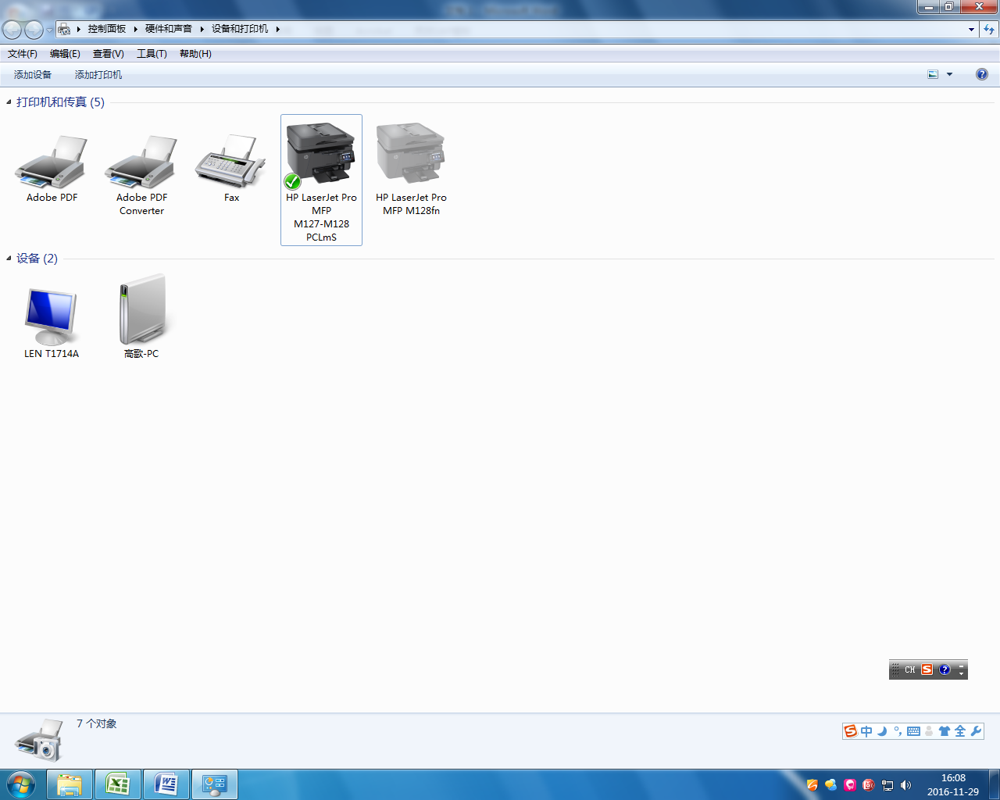 控制面板 硬件和声音 设备和打印机
文件(F) 编辑(E) 查看(V) 工具(T) 帮助(H)
添加设备 添加打印机
打印机和传真 (5)
Adobe PDF
Adobe PDF
Converter
Fax
HP LaserJet Pro
MFP
M127-M128
PCLmS
HP LaserJet Pro
MFP M128fn
设备 (2)
LEN T1714A
高歌-PC
CH
7 个对象
中
全
16:08
2016-11-29